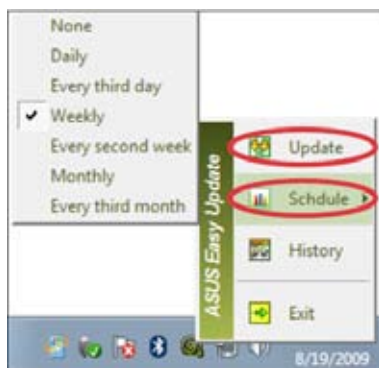 None
Daily
Every third day
Weekly
Every second week
Monthly
Every third month
ASUS Easy Update
Update
Schdule
History
Exit
8/19/2009